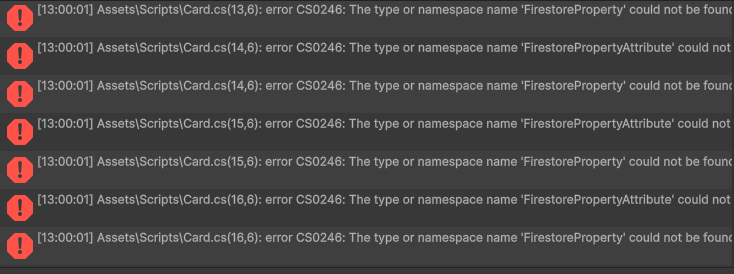 [13:00:01] Assets\Scripts\Card.cs(13,6): error CS0246: The type or namespace name 'FirestoreProperty' could not be found
[13:00:01] Assets\Scripts\Card.cs(14,6): error CS0246: The type or namespace name 'FirestorePropertyAttribute' could not
[13:00:01] Assets\Scripts\Card.cs(14,6): error CS0246: The type or namespace name 'FirestoreProperty' could not be found
[13:00:01] Assets\Scripts\Card.cs(15,6): error CS0246: The type or namespace name 'FirestorePropertyAttribute' could not
[13:00:01] Assets\Scripts\Card.cs(15,6): error CS0246: The type or namespace name 'FirestoreProperty' could not be found
[13:00:01] Assets\Scripts\Card.cs(16,6): error CS0246: The type or namespace name 'FirestorePropertyAttribute' could not
[13:00:01] Assets\Scripts\Card.cs(16,6): error CS0246: The type or namespace name 'FirestoreProperty' could not be found